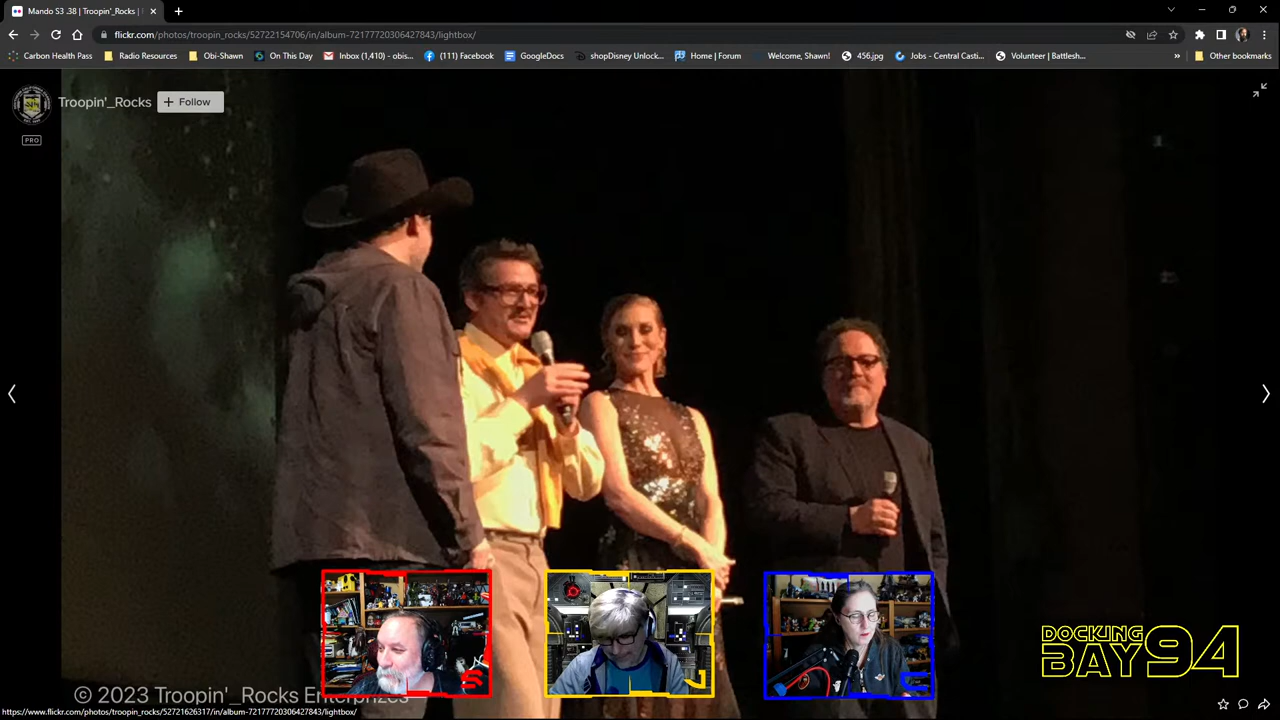 Mando S3 .38 | Troopin'_Rocks |
flickr.com/photos/troopin_rocks/52722154706/in/album-72177720306427843/lightbox/
Carbon Health Pass
Radio Resources
Obi-Shawn
On This Day
Inbox (1,410) - obis...
(111) Facebook
GoogleDocs
shopDisney Unlock...
Home | Forum
Welcome, Shawn!
456.jpg
Jobs - Central Casti...
Volunteer | Battlesh...
»
Other bookmarks
Troopin'_Rocks
+ Follow
PRO
S
J
DOCKING
BAY 94
© 2023 Troopin'_Rocks Enterprizes
https://www.flickr.com/photos/troopin_rocks/52721626317/in/album-72177720306427843/lightbox/